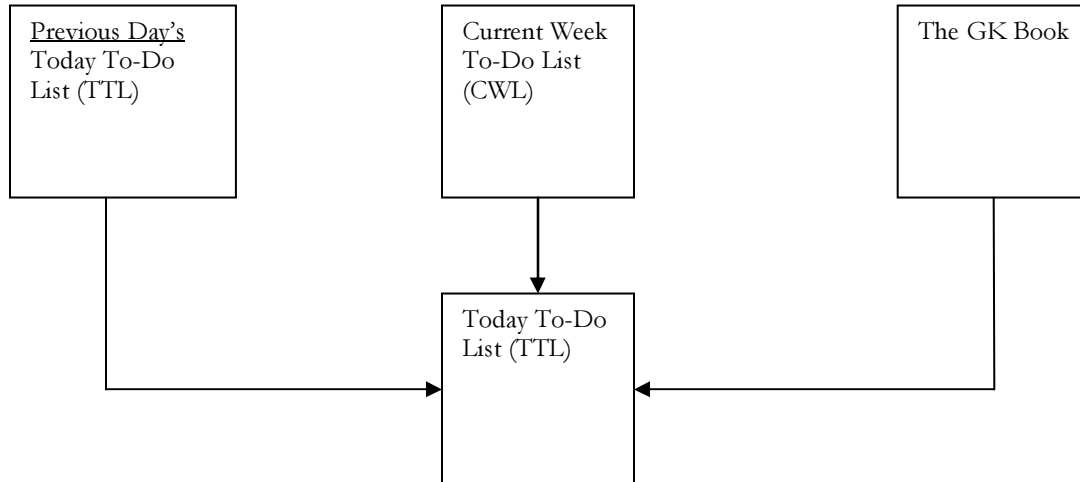 Previous Day’s
Today To-Do
List (TTL)
Current Week
To-Do List
(CWL)
The GK Book
Today To-Do
List (TTL)